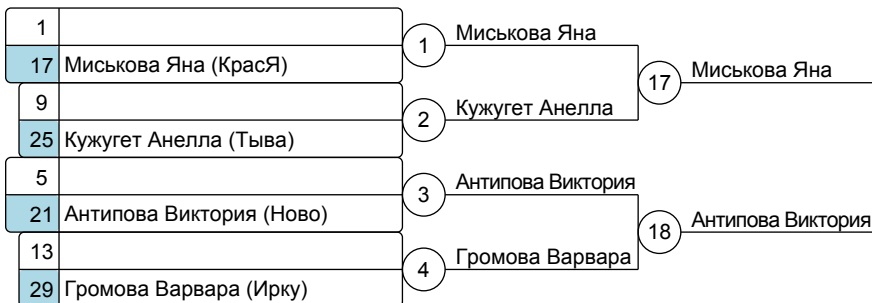 1
17 Миськова Яна (КрасЯ)
1 Миськова Яна
9
25 Кужугет Анелла (Тыва)
2 Кужугет Анелла
17 Миськова Яна
5
21 Антипова Виктория (Ново)
3 Антипова Виктория
13
29 Громова Варвара (Ирку)
4 Громова Варвара
18 Антипова Виктория